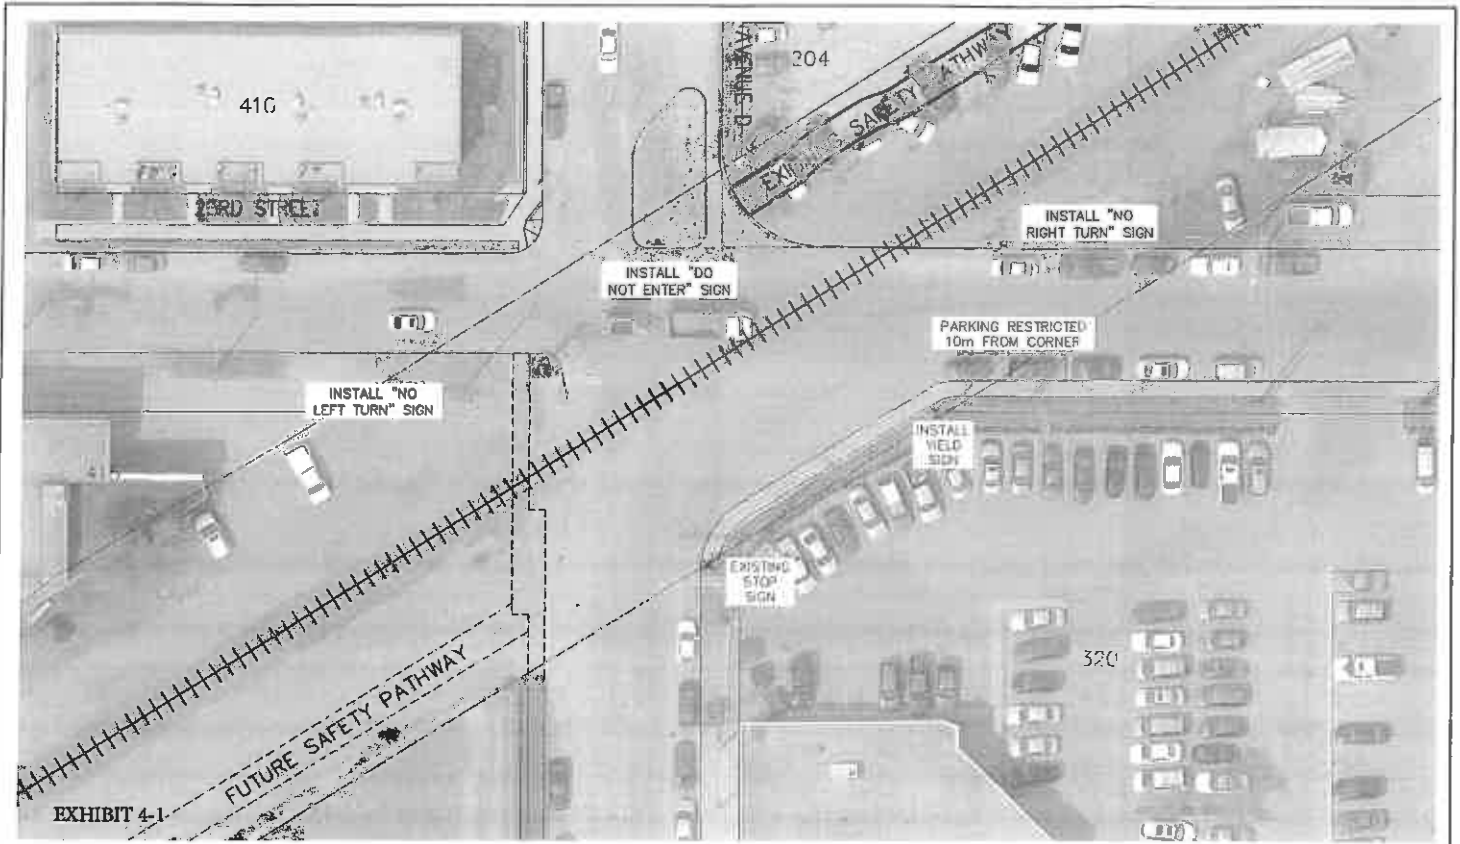 AVENUE D
204
410
EXISTING SAFETY PATHWAY
23RD STREET
INSTALL "NO
RIGHT TURN" SIGN
INSTALL "DO
NOT ENTER" SIGN
PARKING RESTRICTED
10m FROM CORNER
INSTALL "NO
LEFT TURN" SIGN
INSTALL
YIELD
SIGN
EXISTING
STOP
SIGN
320
FUTURE SAFETY PATHWAY
EXHIBIT 4-1